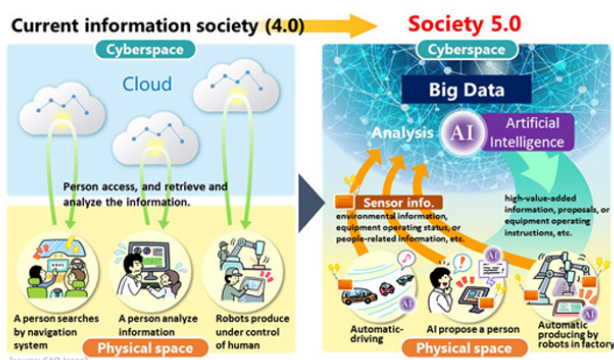 Current information society (4.0)
Society 5.0
Cyberspace
Cloud
Person access, and retrieve and
analyze the information.
A person searches
by navigation
system
A person analyze
information
Robots produce
under control
of human
Physical space
Cyberspace
Big Data
Analysis
AI
Artificial
Intelligence
Sensor info.
environmental information,
equipment operating status, or
people-related information, etc.
high-value-added
information, proposals, or
equipment operating
instructions, etc.
AI
AI
AI
Automatic-
driving
AI propose a person
Automatic
producing by
robots in factory
Physical space